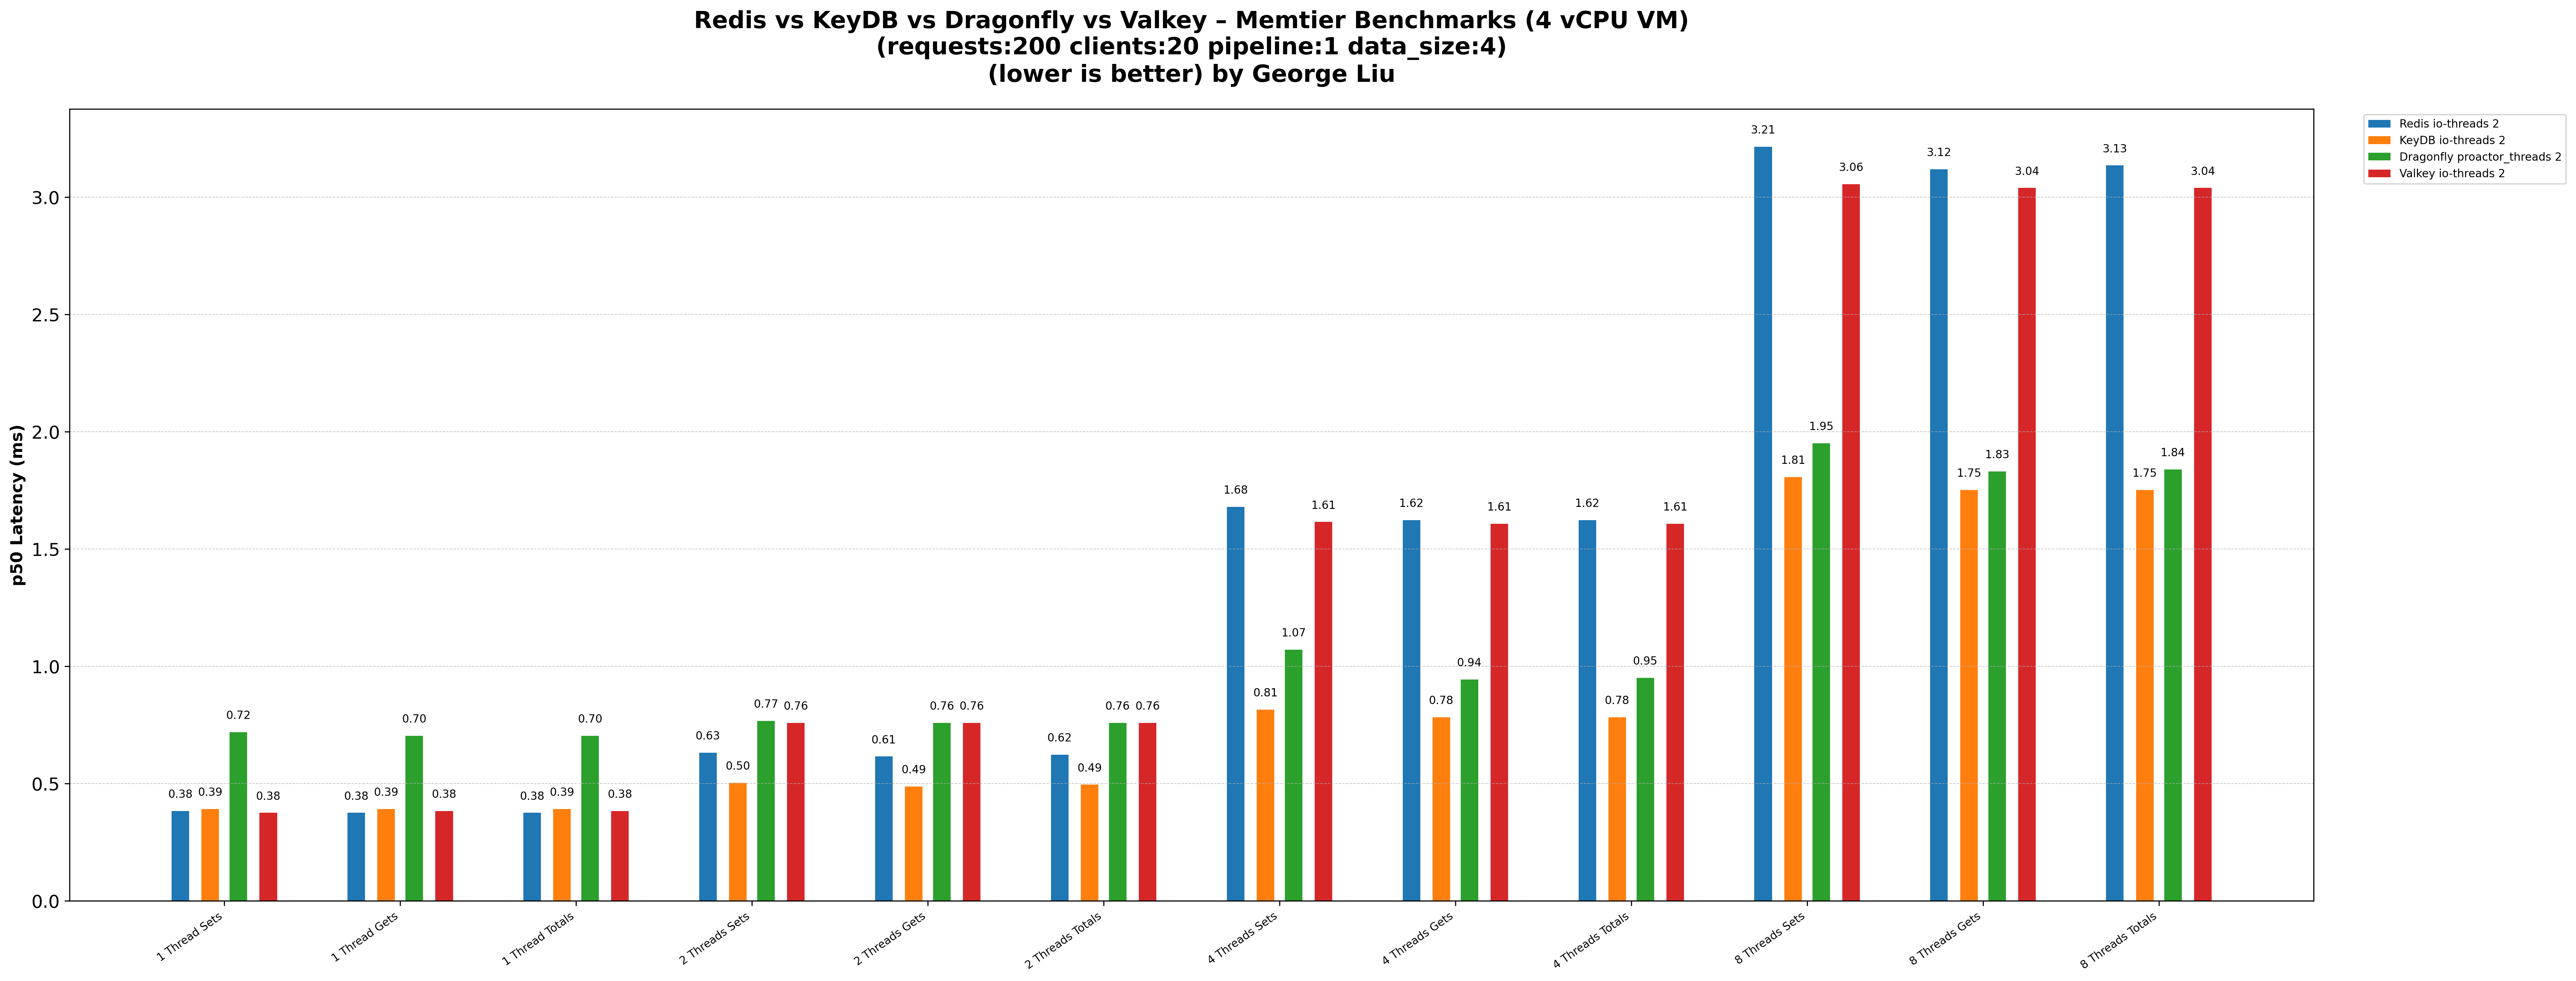 Redis vs KeyDB vs Dragonfly vs Valkey – Memtier Benchmarks (4 vCPU VM)
(requests:200 clients:20 pipeline:1 data_size:4)
(lower is better) by George Liu
Redis io-threads 2
KeyDB io-threads 2
Dragonfly proactor_threads 2
Valkey io-threads 2
p50 Latency (ms)
3.0
2.5
2.0
1.5
1.0
0.5
0.0
0.38 0.39 0.72 0.38
0.38 0.39 0.70 0.38
0.38 0.39 0.70 0.38
0.63 0.50 0.77 0.76
0.61 0.49 0.76 0.76
0.62 0.49 0.76 0.76
1.68 0.81 1.07 1.61
1.62 0.78 0.94 1.61
1.62 0.78 0.95 1.61
3.21 1.81 1.95 3.06
3.12 1.75 1.83 3.04
3.13 1.75 1.84 3.04
1 Thread Sets
1 Thread Gets
1 Thread Totals
2 Threads Sets
2 Threads Gets
2 Threads Totals
4 Threads Sets
4 Threads Gets
4 Threads Totals
8 Threads Sets
8 Threads Gets
8 Threads Totals